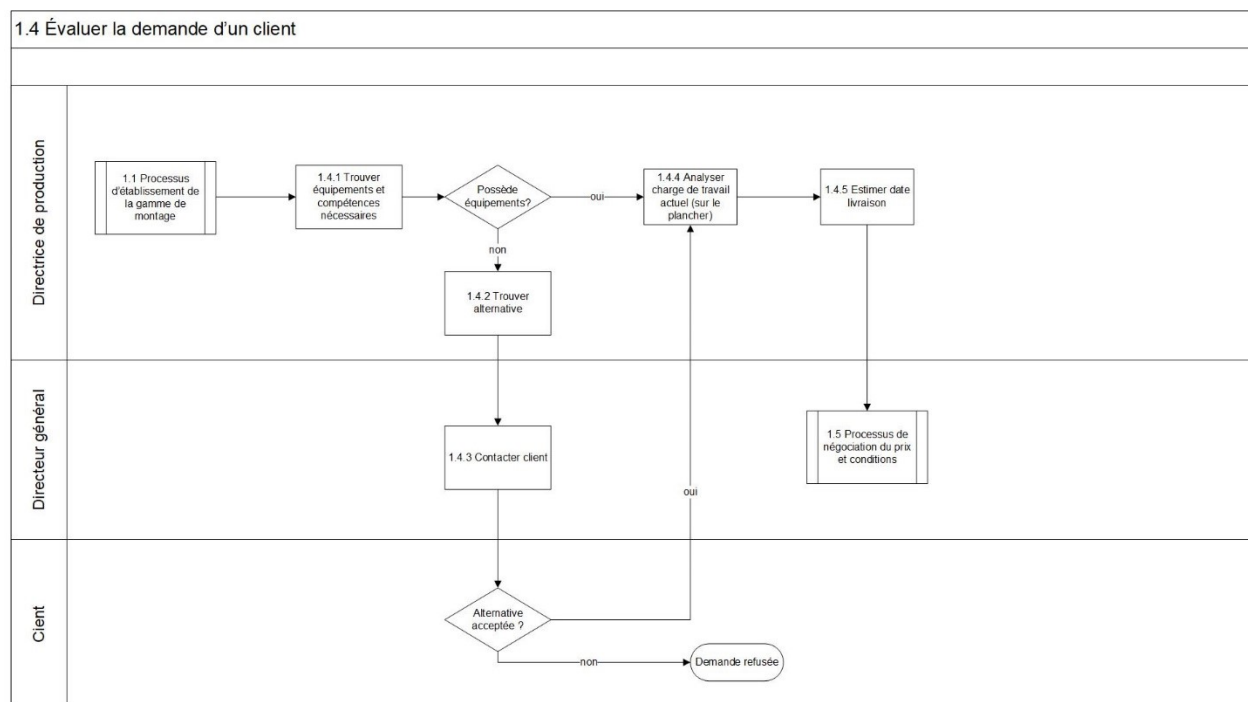 1.4 Évaluer la demande d'un client
Directrice de production
1.1 Processus
d'établissement de
la gamme de
montage
1.4.1 Trouver
équipements et
compétences
nécessaires
Possède
équipements?
oui
1.4.4 Analyser
charge de travail
actuel (sur le
plancher)
1.4.5 Estimer date
livraison
non
1.4.2 Trouver
alternative
Directeur général
1.4.3 Contacter client
1.5 Processus de
négociation du prix
et conditions
oui
Cient
Alternative
acceptée ?
non
Demande refusée